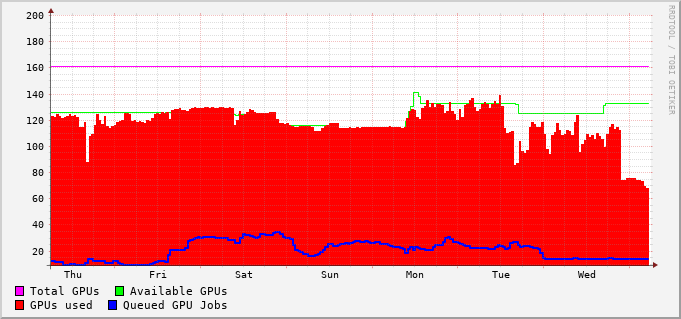 200
180
160
140
120
100
80
60
40
20
Thu Fri Sat Sun Mon Tue Wed
Total GPUs Available GPUs
GPUs used Queued GPU Jobs
RRDTOOL / TOBI OETIKER